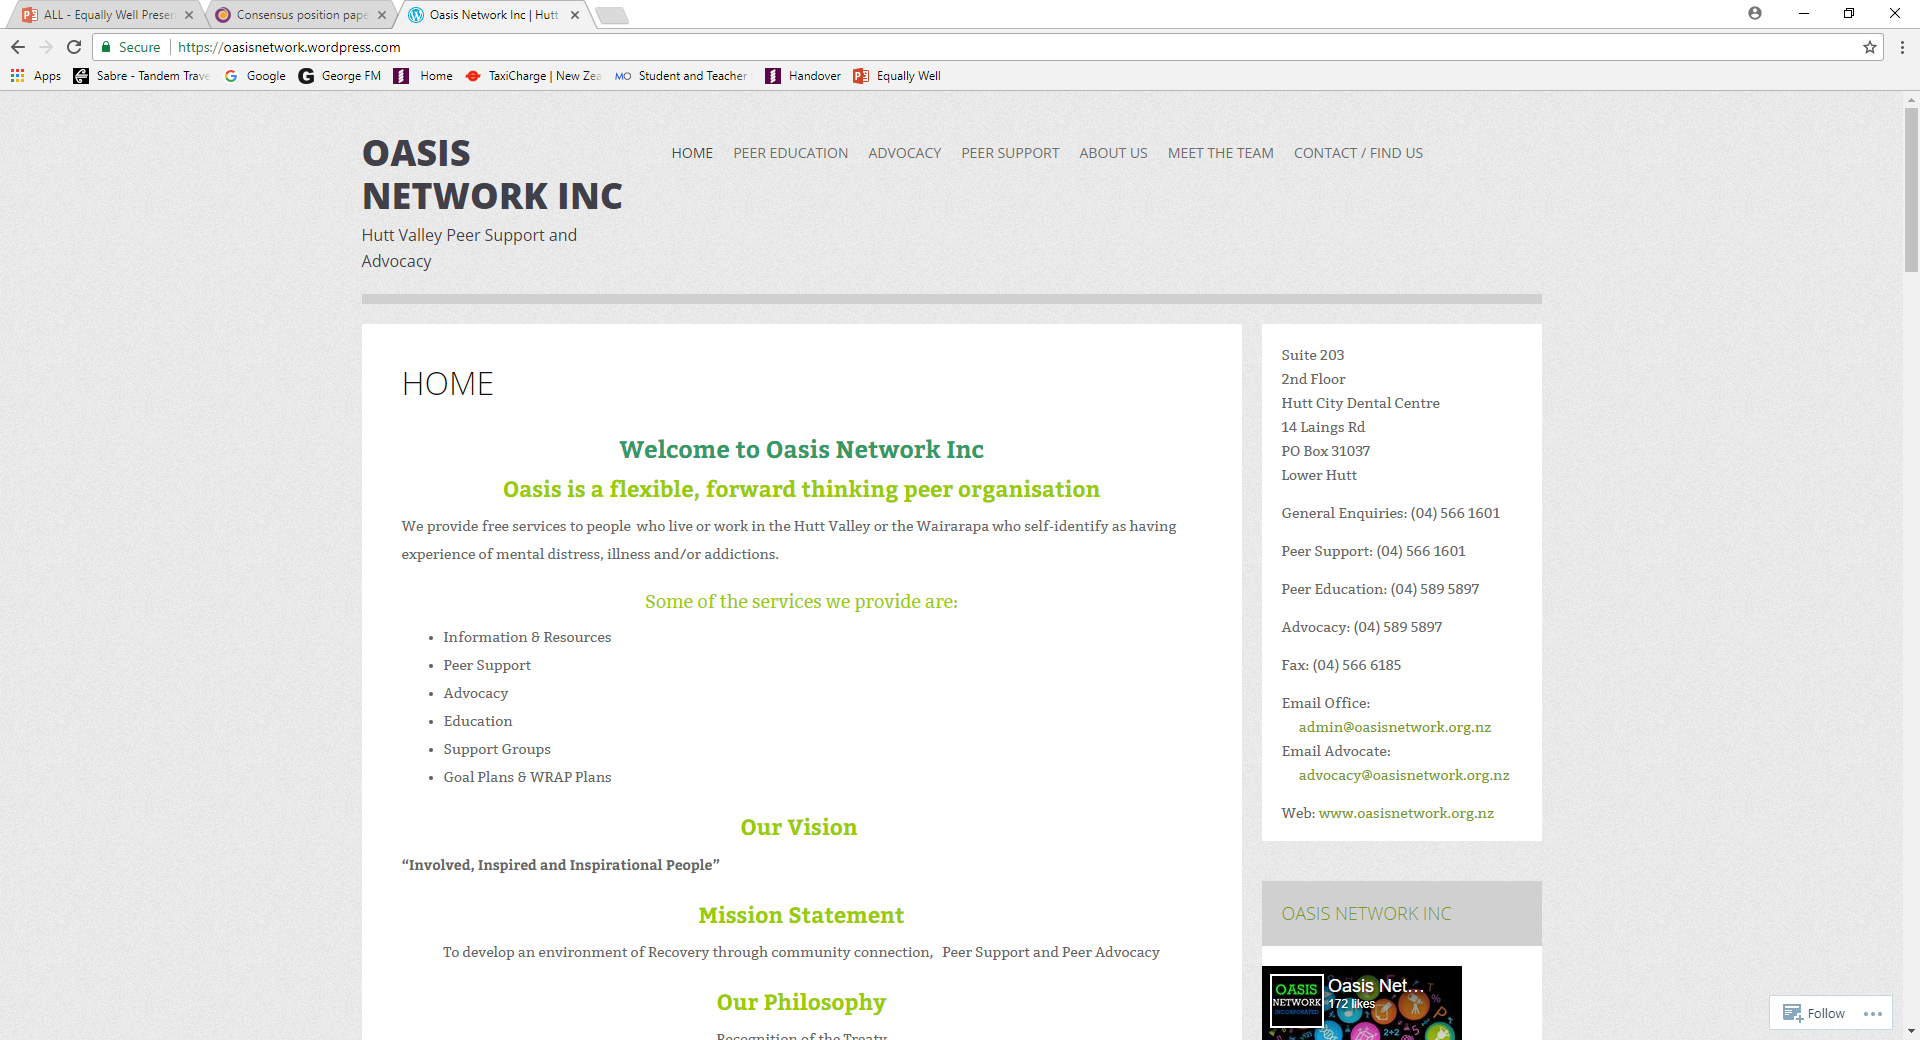 ALL - Equally Well Presen
Consensus position pape
Oasis Network Inc | Hutt
Secure
https://oasisnetwork.wordpress.com
Apps
Sabre - Tandem Trave
Google
George FM
Home
TaxiCharge | New Zea
MO
Student and Teacher
Handover
Equally Well
OASIS
NETWORK INC
Hutt Valley Peer Support and
Advocacy
HOME PEER EDUCATION ADVOCACY PEER SUPPORT ABOUT US MEET THE TEAM CONTACT / FIND US
HOME
Welcome to Oasis Network Inc
Oasis is a flexible, forward thinking peer organisation
We provide free services to people who live or work in the Hutt Valley or the Wairarapa who self-identify as having
experience of mental distress, illness and/or addictions.
Some of the services we provide are:
• Information & Resources
• Peer Support
• Advocacy
• Education
• Support Groups
• Goal Plans & WRAP Plans
Our Vision
“Involved, Inspired and Inspirational People”
Mission Statement
To develop an environment of Recovery through community connection, Peer Support and Peer Advocacy
Our Philosophy
Recognition of the Treaty
Suite 203
2nd Floor
Hutt City Dental Centre
14 Laings Rd
PO Box 31037
Lower Hutt
General Enquiries: (04) 566 1601
Peer Support: (04) 566 1601
Peer Education: (04) 589 5897
Advocacy: (04) 589 5897
Fax: (04) 566 6185
Email Office:
admin@oasisnetwork.org.nz
Email Advocate:
advocacy@oasisnetwork.org.nz
Web: www.oasisnetwork.org.nz
OASIS NETWORK INC
OASIS
NETWORK
INCORPORATED
Oasis Net...
172 likes
Follow